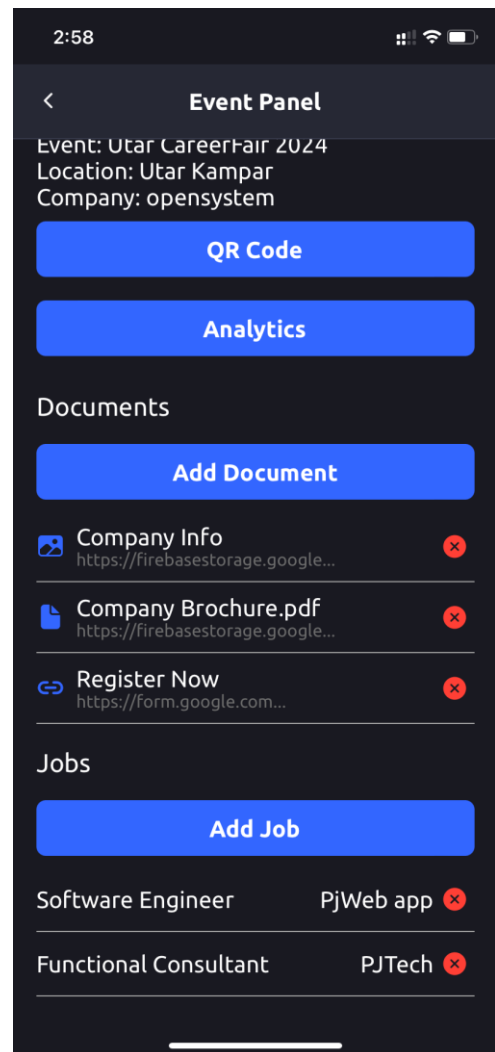 2:58
Event Panel
Event: Utar CareerFair 2024
Location: Utar Kampar
Company: opensystem
QR Code
Analytics
Documents
Add Document
Company Info
https://firebasestorage.google...
Company Brochure.pdf
https://firebasestorage.google...
Register Now
https://form.google.com...
Jobs
Add Job
Software Engineer PjWeb app
Functional Consultant PJTech